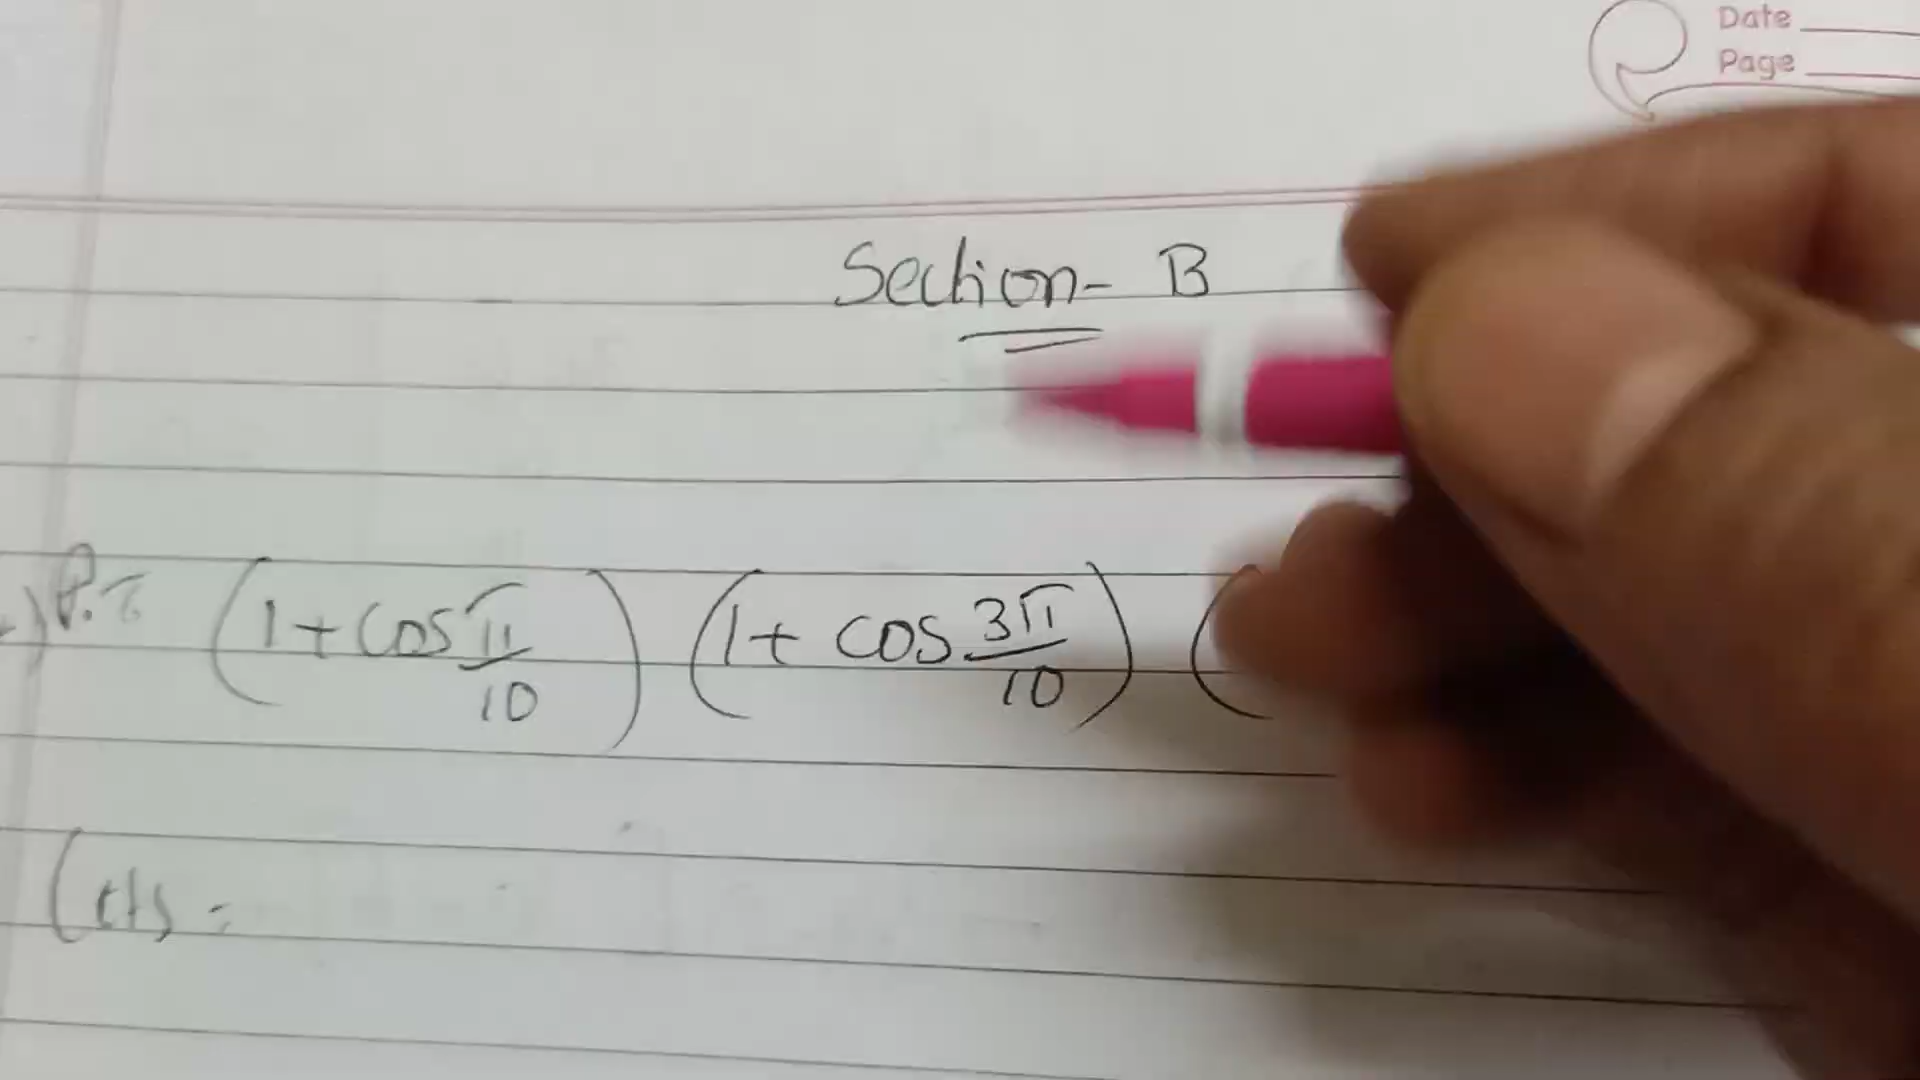 Date
Page
Section - B
P.T (1 + cos π/10) (1 + cos 3π/10) (
LHS =